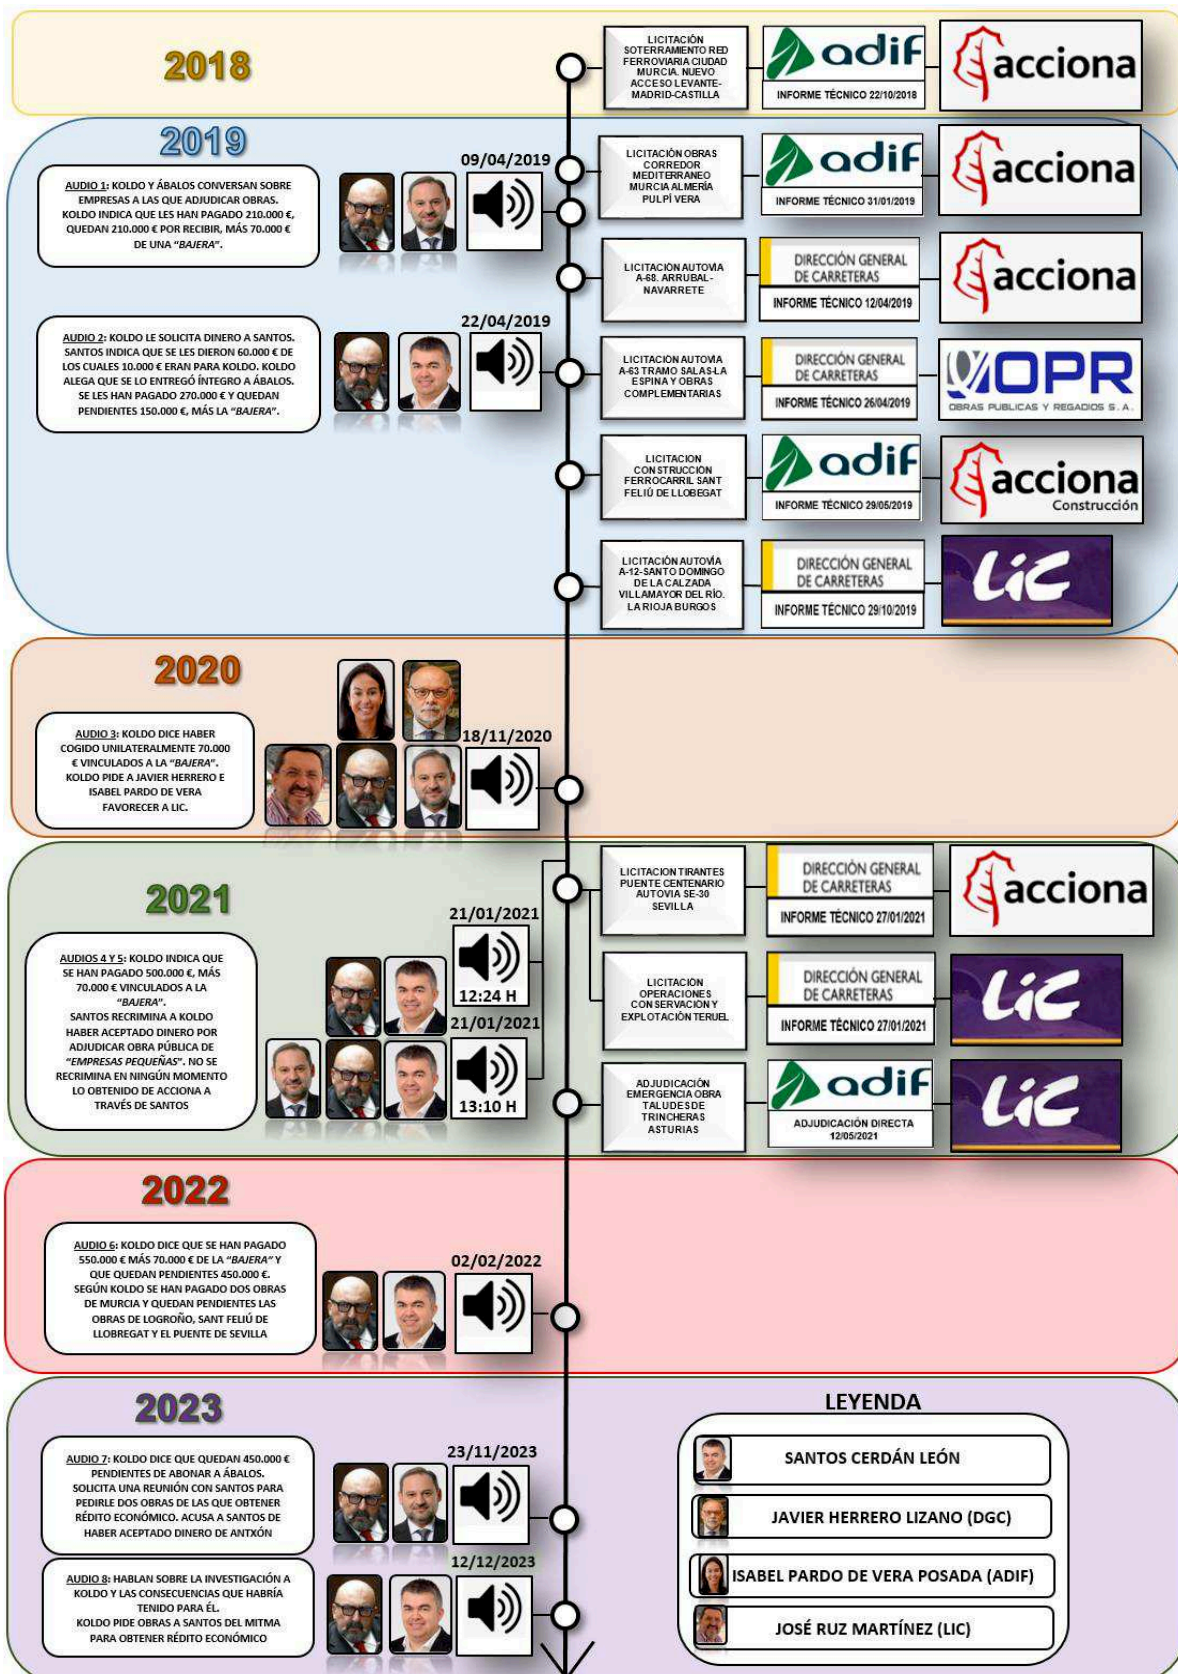 2018
LICITACIÓN
SOTERRAMIENTO RED
FERROVIARIA CIUDAD
MURCIA. NUEVO
ACCESO LEVANTE-
MADRID-CASTILLA
adif
INFORME TÉCNICO 22/10/2018
acciona
2019
AUDIO 1: KOLDO Y ÁBALOS CONVERSAN SOBRE
EMPRESAS A LAS QUE ADJUDICAR OBRAS.
KOLDO INDICA QUE LES HAN PAGADO 210.000 €,
QUEDAN 210.000 € POR RECIBIR, MÁS 70.000 €
DE UNA “BAJERA”.
09/04/2019
LICITACIÓN OBRAS
CORREDOR
MEDITERRANEO
MURCIA ALMERÍA
PULPÍ VERA
adif
INFORME TÉCNICO 31/01/2019
acciona
LICITACIÓN AUTOVÍA
A-68. ARRUBAL-
NAVARRETE
DIRECCIÓN GENERAL
DE CARRETERAS
INFORME TÉCNICO 12/04/2019
acciona
AUDIO 2: KOLDO LE SOLICITA DINERO A SANTOS.
SANTOS INDICA QUE SE LES DIERON 60.000 € DE
LOS CUALES 10.000 € ERAN PARA KOLDO. KOLDO
ALEGA QUE SE LO ENTREGÓ ÍNTEGRO A ÁBALOS.
SE LES HAN PAGADO 270.000 € Y QUEDAN
PENDIENTES 150.000 €, MÁS LA “BAJERA”.
22/04/2019
LICITACION AUTOVIA
A-63 TRAMO SALAS-LA
ESPINA Y OBRAS
COMPLEMENTARIAS
DIRECCIÓN GENERAL
DE CARRETERAS
INFORME TÉCNICO 26/04/2019
OPR
OBRAS PUBLICAS Y REGADIOS S.A.
LICITACION
CONSTRUCCIÓN
FERROCARRIL SANT
FELIÚ DE LLOBEGAT
adif
INFORME TÉCNICO 29/05/2019
acciona
Construcción
LICITACIÓN AUTOVÍA
A-12-SANTO DOMINGO
DE LA CALZADA
VILLAMAYOR DEL RÍO.
LA RIOJA BURGOS
DIRECCIÓN GENERAL
DE CARRETERAS
INFORME TÉCNICO 29/10/2019
LiC
2020
AUDIO 3: KOLDO DICE HABER
COGIDO UNILATERALMENTE 70.000
€ VINCULADOS A LA “BAJERA”.
KOLDO PIDE A JAVIER HERRERO E
ISABEL PARDO DE VERA
FAVORECER A LIC.
18/11/2020
2021
AUDIOS 4 Y 5: KOLDO INDICA QUE
SE HAN PAGADO 500.000 €, MÁS
70.000 € VINCULADOS A LA
“BAJERA”.
SANTOS RECRIMINA A KOLDO
HABER ACEPTADO DINERO POR
ADJUDICAR OBRA PÚBLICA DE
“EMPRESAS PEQUEÑAS”. NO SE
RECRIMINA EN NINGÚN MOMENTO
LO OBTENIDO DE ACCIONA A
TRAVÉS DE SANTOS
21/01/2021
12:24 H
21/01/2021
13:10 H
LICITACION TIRANTES
PUENTE CENTENARIO
AUTOVIA SE-30
SEVILLA
DIRECCIÓN GENERAL
DE CARRETERAS
INFORME TÉCNICO 27/01/2021
acciona
LICITACIÓN
OPERACIONES
CONSERVACIÓN Y
EXPLOTACIÓN TERUEL
DIRECCIÓN GENERAL
DE CARRETERAS
INFORME TÉCNICO 27/01/2021
LiC
ADJUDICACIÓN
EMERGENCIA OBRA
TALUDES DE
TRINCHERAS
ASTURIAS
adif
ADJUDICACIÓN DIRECTA
12/05/2021
LiC
2022
AUDIO 6: KOLDO DICE QUE SE HAN PAGADO
550.000 € MÁS 70.000 € DE LA “BAJERA” Y
QUE QUEDAN PENDIENTES 450.000 €.
SEGÚN KOLDO SE HAN PAGADO DOS OBRAS
DE MURCIA Y QUEDAN PENDIENTES LAS
OBRAS DE LOGROÑO, SANT FELIÚ DE
LLOBREGAT Y EL PUENTE DE SEVILLA
02/02/2022
2023
AUDIO 7: KOLDO DICE QUE QUEDAN 450.000 €
PENDIENTES DE ABONAR A ÁBALOS.
SOLICITA UNA REUNIÓN CON SANTOS PARA
PEDIRLE DOS OBRAS DE LAS QUE OBTENER
RÉDITO ECONÓMICO. ACUSA A SANTOS DE
HABER ACEPTADO DINERO DE ANTXÓN
23/11/2023
AUDIO 8: HABLAN SOBRE LA INVESTIGACIÓN A
KOLDO Y LAS CONSECUENCIAS QUE HABRÍA
TENIDO PARA ÉL.
KOLDO PIDE OBRAS A SANTOS DEL MITMA
PARA OBTENER RÉDITO ECONÓMICO
12/12/2023
LEYENDA
SANTOS CERDÁN LEÓN
JAVIER HERRERO LIZANO (DGC)
ISABEL PARDO DE VERA POSADA (ADIF)
JOSÉ RUZ MARTÍNEZ (LIC)